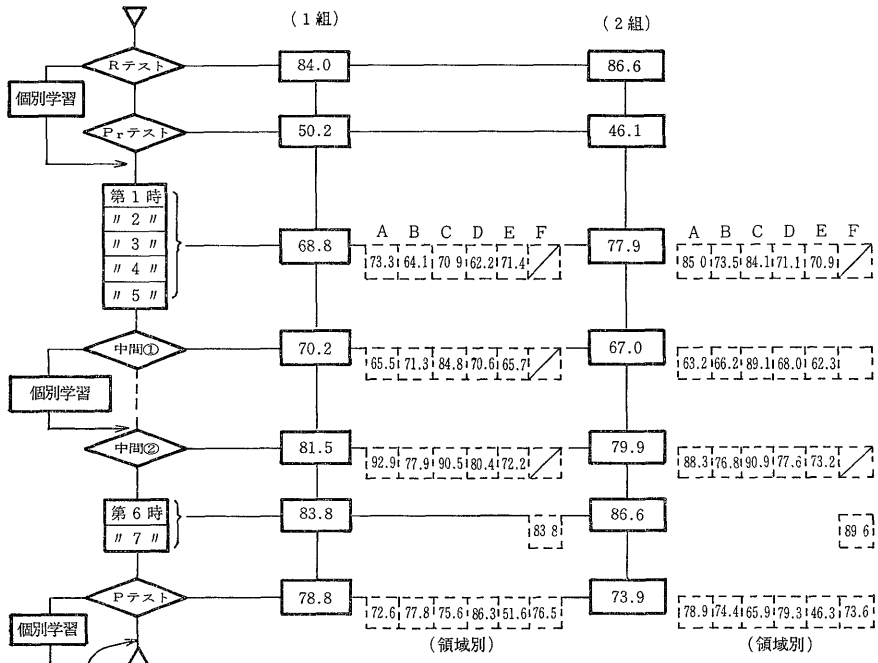 (1組) (2組)
Rテスト 84.0 86.6
個別学習
Prテスト 50.2 46.1
第1時
〃 2 〃
〃 3 〃
〃 4 〃
〃 5 〃
A B C D E F A B C D E F
68.8 73.3 64.1 70 9 62.2 71.4 77.9 85 0 73.5 84.1 71.1 70.9
中間① 70.2 65.5 71.3 84.8 70.6 65.7 67.0 63.2 66.2 89.1 68.0 62.3
個別学習
中間② 81.5 92.9 77.9 90.5 80.4 72.2 79.9 88.3 76.8 90.9 77.6 73.2
第6時
〃 7 〃
83.8 83 8 86.6 89 6
Pテスト 78.8 72.6 77.8 75.6 86.3 51.6 76.5 73.9 78.9 74.4 65.9 79.3 46.3 73.6
個別学習
(領域別) (領域別)